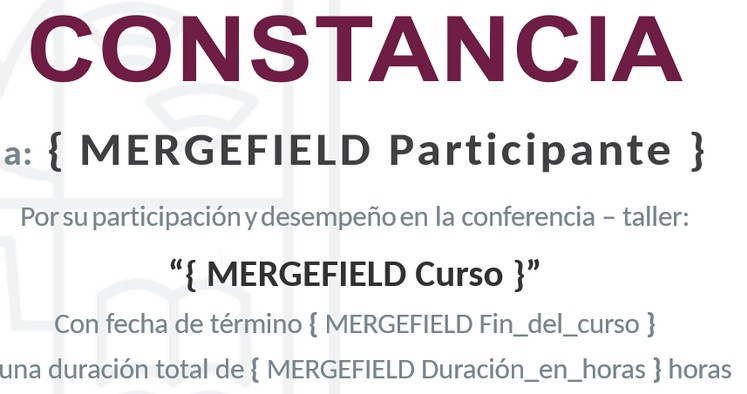 CONSTANCIA
a: { MERGEFIELD Participante }
Por su participación y desempeño en la conferencia – taller:
“{ MERGEFIELD Curso }”
Con fecha de término { MERGEFIELD Fin_del_curso }
una duración total de { MERGEFIELD Duración_en_horas } horas